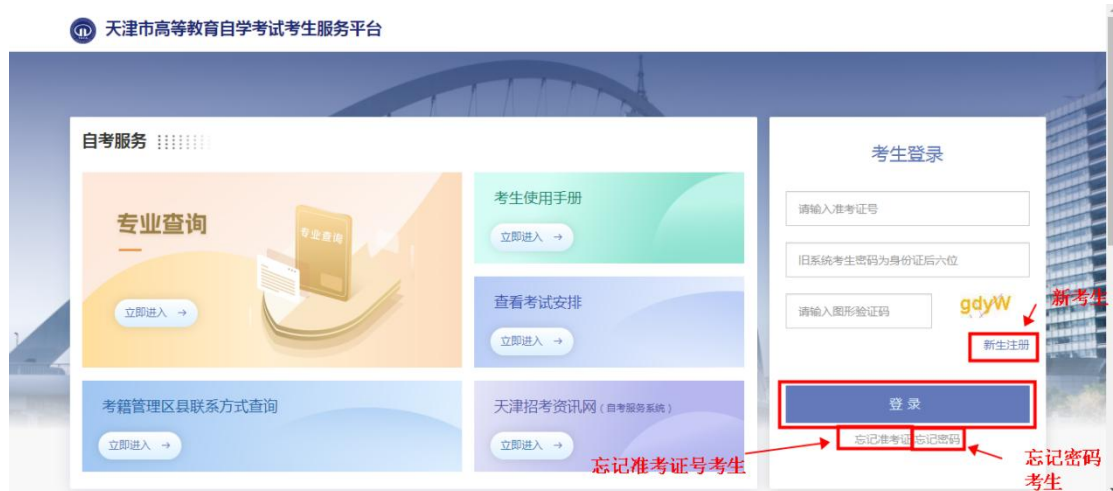 天津市高等教育自学考试考生服务平台
自考服务
专业查询
专业查询
立即进入 →
考生使用手册
立即进入 →
查看考试安排
立即进入 →
考籍管理区县联系方式查询
立即进入 →
天津招考资讯网(自考服务系统)
立即进入 →
考生登录
请输入准考证号
旧系统考生密码为身份证后六位
请输入图形验证码
gdyW
新考生
新生注册
登 录
忘记准考证 忘记密码
忘记准考证号考生
忘记密码
考生